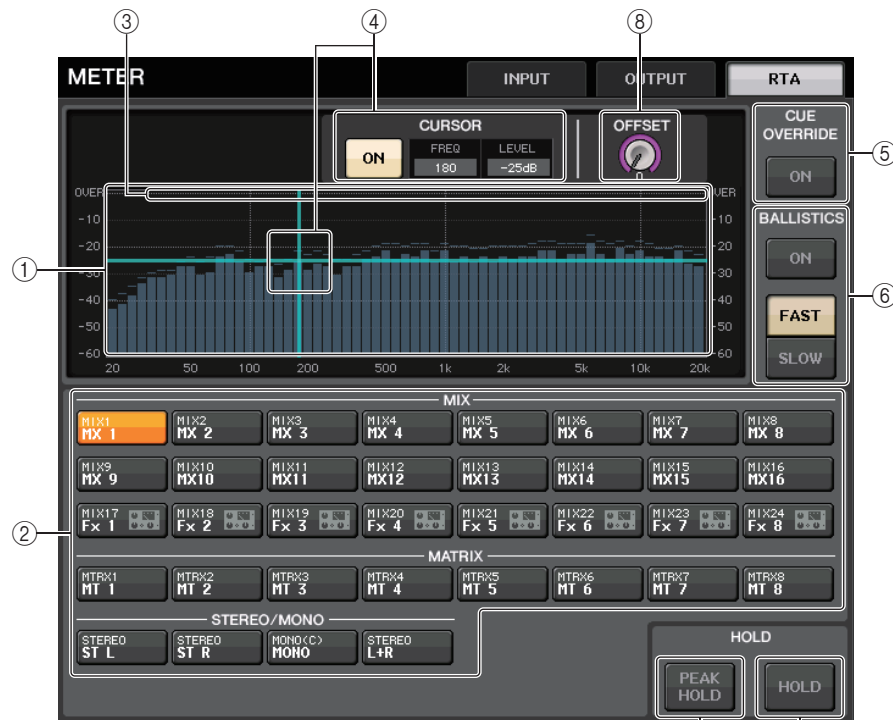 ③ ④ ⑧
METER INPUT OUTPUT RTA
CURSOR OFFSET CUE OVERRIDE
ON FREQ LEVEL ON ⑤
180 -25dB 0
OVER VER BALLISTICS
-10 -10 ON
-20 20
① -30 -30 ⑥
-40 -40 FAST
-50 -50
-60 60 SLOW
20 50 100 200 500 1k 2k 5k 10k 20k
MIX
MIX1 MIX2 MIX3 MIX4 MIX5 MIX6 MIX7 MIX8
MX 1 MX 2 MX 3 MX 4 MX 5 MX 6 MX 7 MX 8
MIX9 MIX10 MIX11 MIX12 MIX13 MIX14 MIX15 MIX16
MX 9 MX10 MX11 MX12 MX13 MX14 MX15 MX16
MIX17 MIX18 MIX19 MIX20 MIX21 MIX22 MIX23 MIX24
② Fx 1 Fx 2 Fx 3 Fx 4 Fx 5 Fx 6 Fx 7 Fx 8
MATRIX
MTRX1 MTRX2 MTRX3 MTRX4 MTRX5 MTRX6 MTRX7 MTRX8
MT 1 MT 2 MT 3 MT 4 MT 5 MT 6 MT 7 MT 8
STEREO/MONO
STEREO STEREO MONO(C) STEREO
ST L ST R MONO L+R
HOLD
PEAK HOLD HOLD